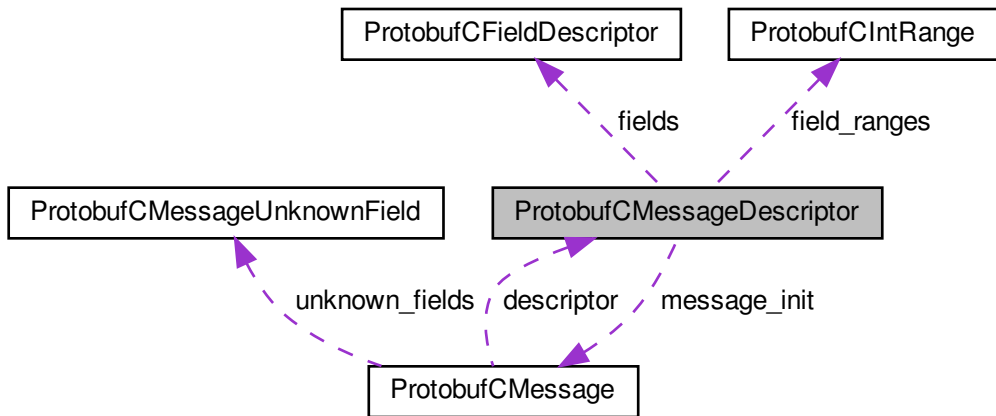 ProtobufCFieldDescriptor
ProtobufCIntRange
fields
field_ranges
ProtobufCMessageUnknownField
ProtobufCMessageDescriptor
unknown_fields
descriptor
message_init
ProtobufCMessage